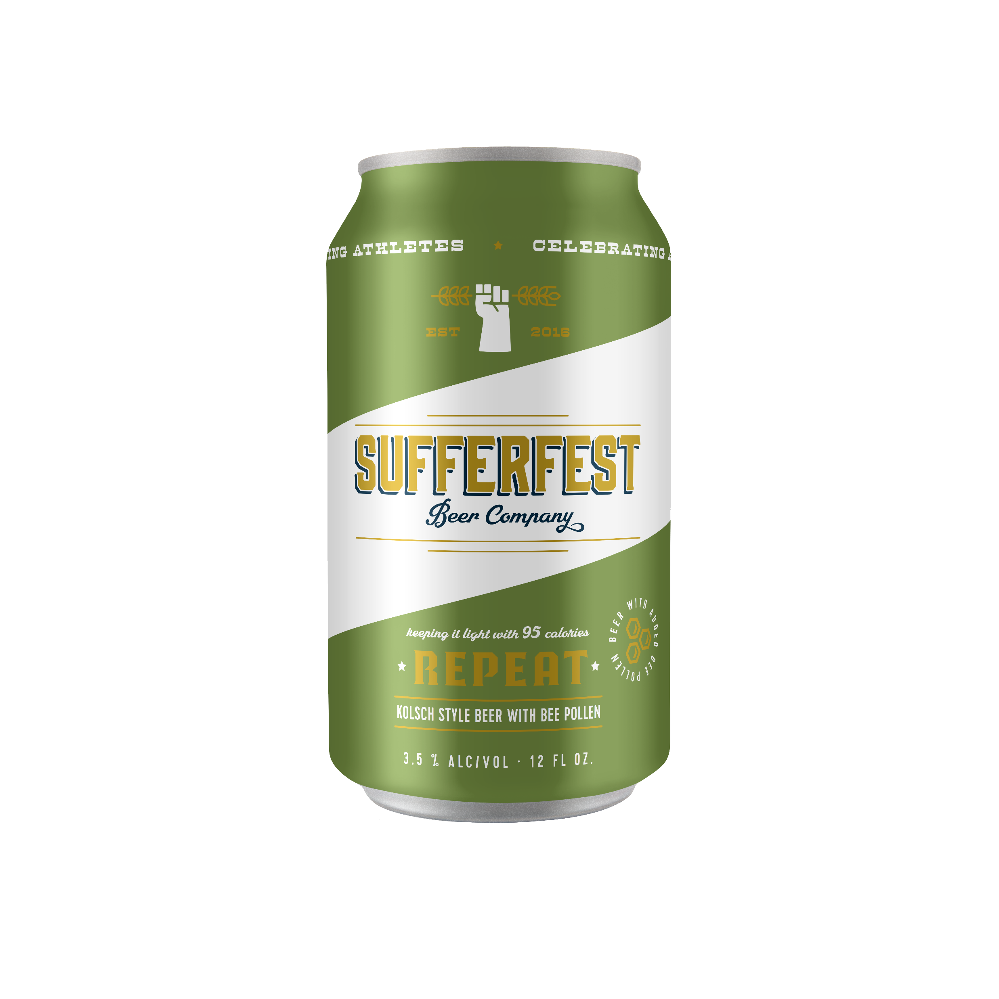 ING ATHLETES ★ CELEBRATING
EST 2016
SUFFERFEST
Beer Company
keeping it light with 95 calories
★ REPEAT ★
KOLSCH STYLE BEER WITH BEE POLLEN
3.5 % ALC/VOL · 12 FL OZ.
BEER WITH ADDED BEE POLLEN